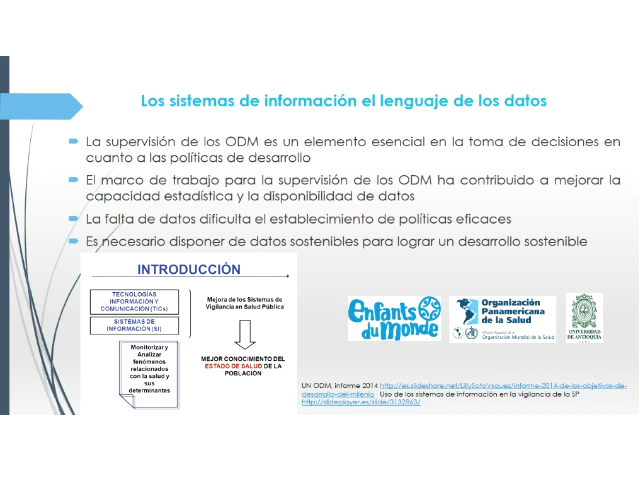 Los sistemas de información el lenguaje de los datos
La supervisión de los ODM es un elemento esencial en la toma de decisiones en
cuanto a las políticas de desarrollo
El marco de trabajo para la supervisión de los ODM ha contribuido a mejorar la
capacidad estadística y la disponibilidad de datos
La falta de datos dificulta el establecimiento de políticas eficaces
Es necesario disponer de datos sostenibles para lograr un desarrollo sostenible
INTRODUCCIÓN
TECNOLOGIAS
INFORMACION Y
COMUNICACIÓN (TICs)
SISTEMAS DE
INFORMACIÓN (SI)
Monitorizar y
Analizar
fenómenos
relacionados
con la salud y
sus
determinantes
Mejora de los Sistemas de
Vigilancia en Salud Pública
MEJOR CONOCIMIENTO DEL
ESTADO DE SALUD DE LA
POBLACIÓN
Enfants
du Monde
Organización
Panamericana
de la Salud
Organización Mundial de la Salud
UNIVERSIDAD
DE ANTIOQUIA
UN ODM, informe 2014 http://es.slideshare.net/LillySotoVsquez/informe-2014-de-los-objetivos-de-
desarrollo-del-milenio Uso de los sistemas de información en la vigilancia de la SP
http://slideplayer.es/slide/3132863/